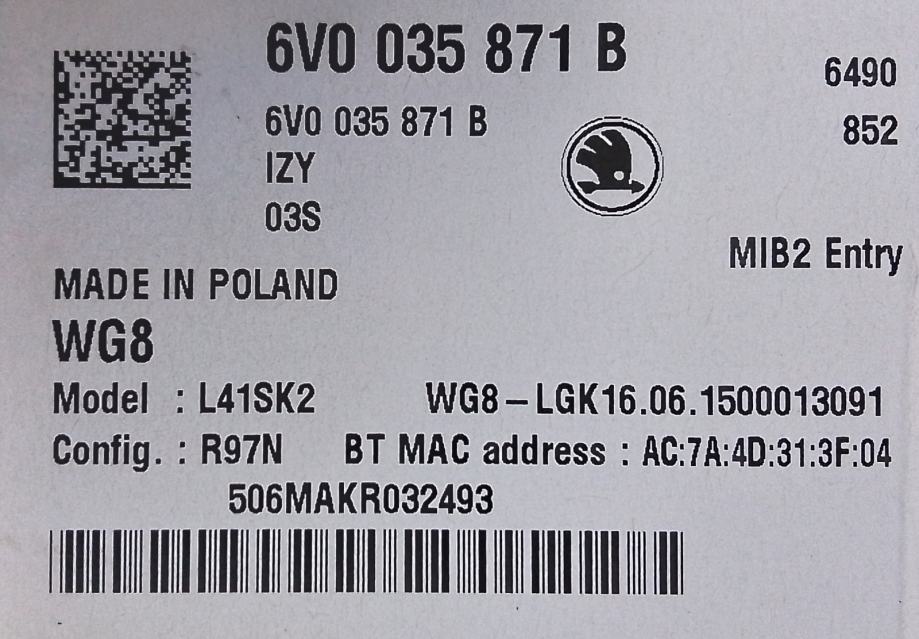 6V0 035 871 B
6490
6V0 035 871 B
852
IZY
03S
MIB2 Entry
MADE IN POLAND
WG8
Model : L41SK2 WG8–LGK16.06.1500013091
Config. : R97N BT MAC address : AC:7A:4D:31:3F:04
506MAKR032493